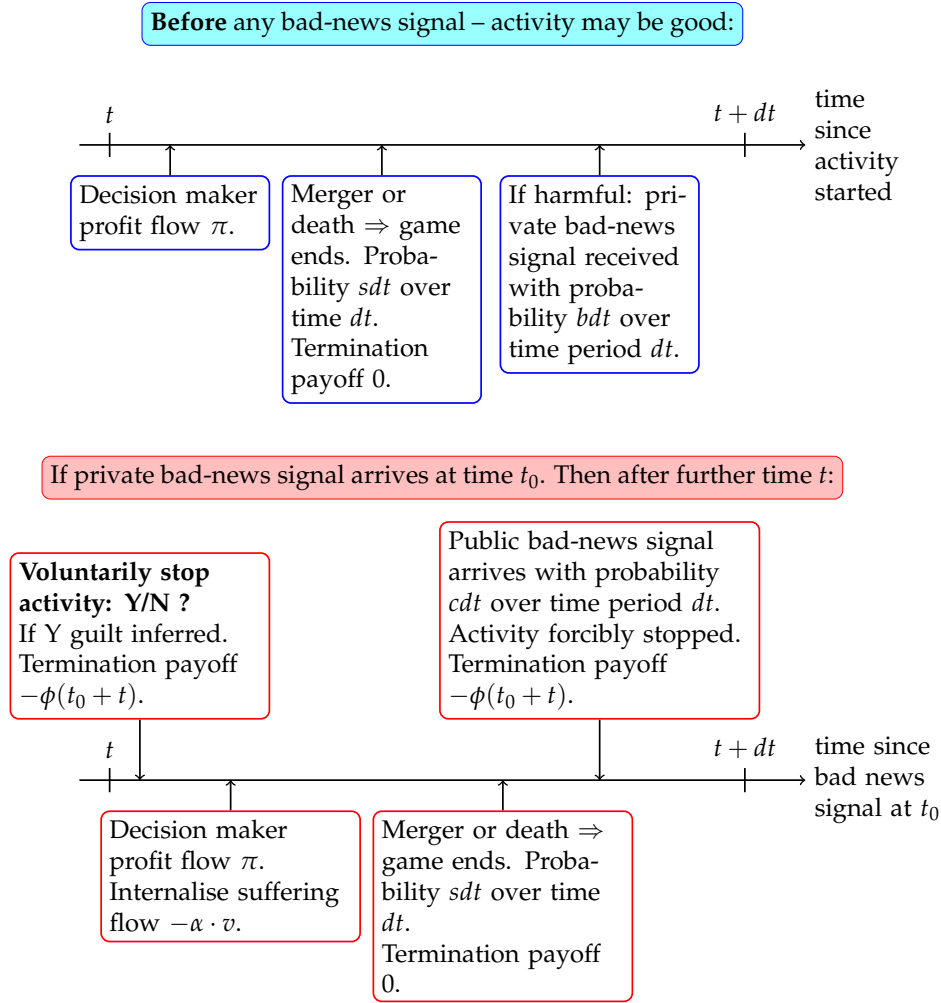 Before any bad-news signal – activity may be good:
t
t + dt
time
since
activity
started
Decision maker
profit flow π.
Merger or
death ⇒ game
ends. Proba-
bility sdt over
time dt.
Termination
payoff 0.
If harmful: pri-
vate bad-news
signal received
with proba-
bility bdt over
time period dt.
If private bad-news signal arrives at time t₀. Then after further time t:
Voluntarily stop
activity: Y/N ?
If Y guilt inferred.
Termination payoff
−ϕ(t₀ + t).
Public bad-news signal
arrives with probability
cdt over time period dt.
Activity forcibly stopped.
Termination payoff
−ϕ(t₀ + t).
t
t + dt
time since
bad news
signal at t₀
Decision maker
profit flow π.
Internalise suffering
flow −α · v.
Merger or death ⇒
game ends. Proba-
bility sdt over time
dt.
Termination payoff
0.